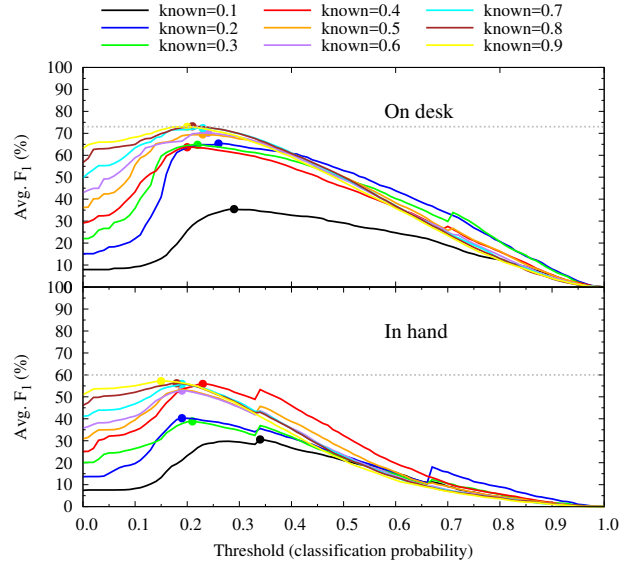 known=0.1 known=0.4 known=0.7
known=0.2 known=0.5 known=0.8
known=0.3 known=0.6 known=0.9
100
90
80
70
60
50
40
30
20
10
0
Avg. F1 (%)
On desk
100
90
80
70
60
50
40
30
20
10
0
Avg. F1 (%)
In hand
0.0 0.1 0.2 0.3 0.4 0.5 0.6 0.7 0.8 0.9 1.0
Threshold (classification probability)